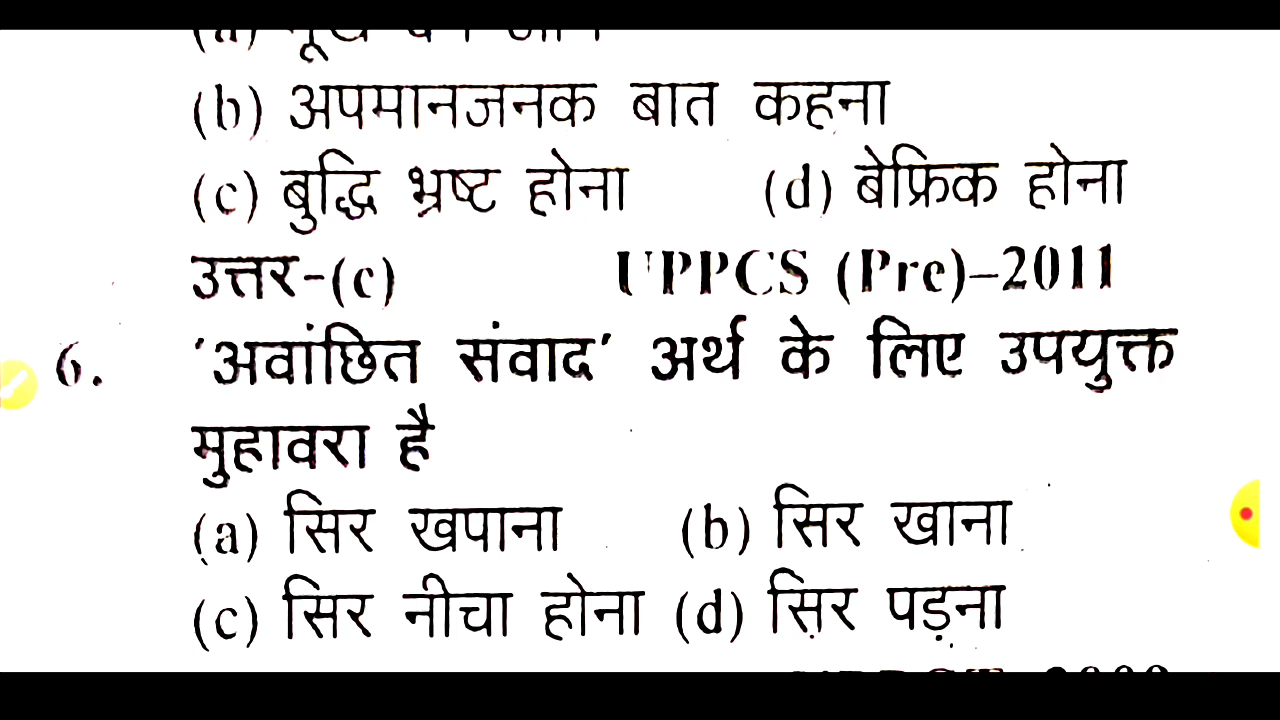 (b) अपमानजनक बात कहना
(c) बुद्धि भ्रष्ट होना (d) बेफ्रिक होना
उत्तर-(c) UPPCS (Pre)–2011
6. 'अवांछित संवाद' अर्थ के लिए उपयुक्त
मुहावरा है
(a) सिर खपाना (b) सिर खाना
(c) सिर नीचा होना (d) सिर पड़ना